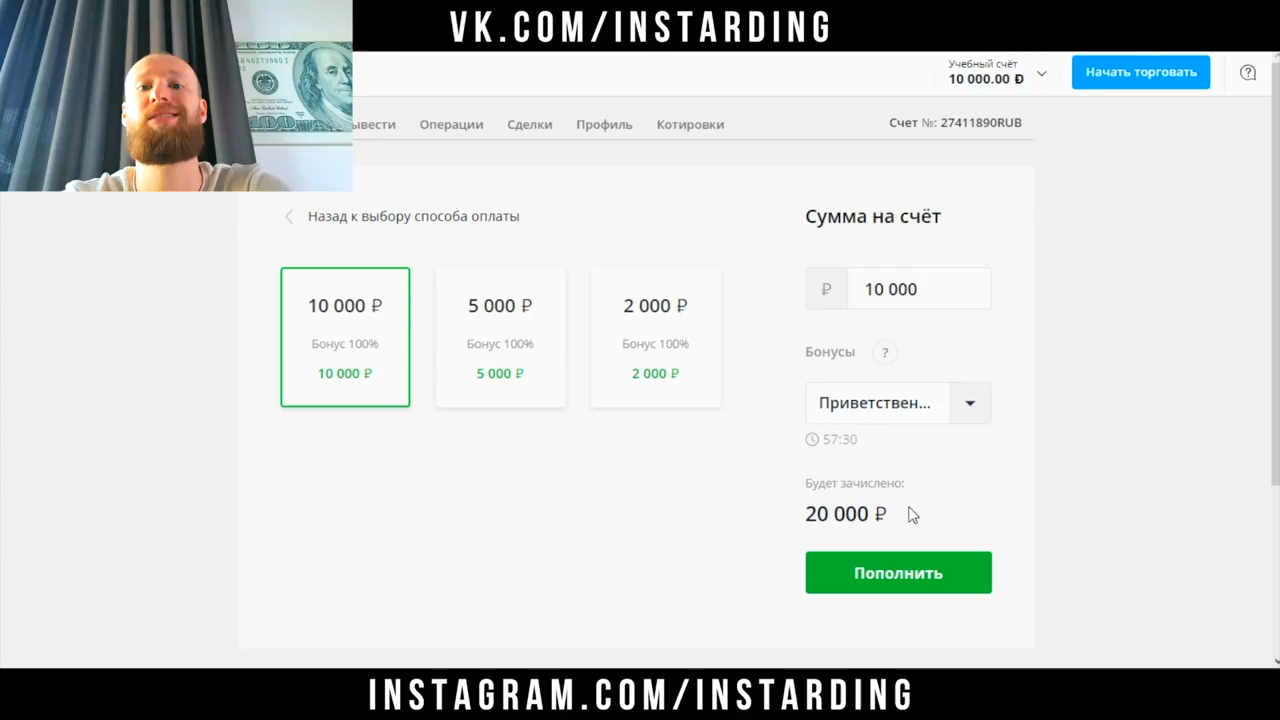 VK.COM/INSTARDING
Учебный счёт
10 000.00 Đ
Начать торговать
Операции
Сделки
Профиль
Котировки
Счет №: 27411890RUB
Назад к выбору способа оплаты
Сумма на счёт
10 000 ₽
Бонус 100%
10 000 ₽
5 000 ₽
Бонус 100%
5 000 ₽
2 000 ₽
Бонус 100%
2 000 ₽
₽ 10 000
Бонусы ?
Приветствен...
57:30
Будет зачислено:
20 000 ₽
Пополнить
INSTAGRAM.COM/INSTARDING